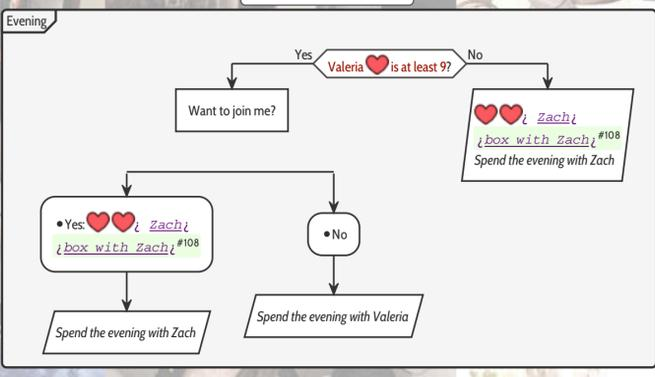 Evening
Yes
Valeria ❤ is at least 9?
No
Want to join me?
❤❤¿ Zach¿
¿box with Zach¿#108
Spend the evening with Zach
•Yes: ❤❤¿ Zach¿
¿box with Zach¿#108
•No
Spend the evening with Zach
Spend the evening with Valeria